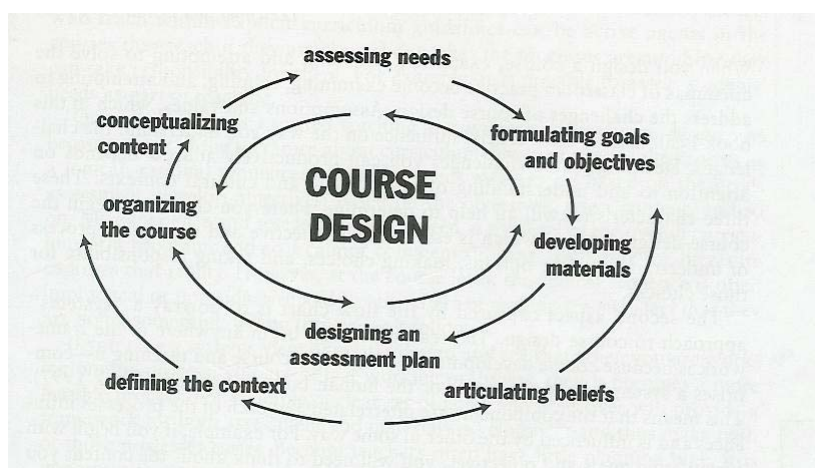 assessing needs
conceptualizing
content
formulating goals
and objectives
COURSE
DESIGN
organizing
the course
developing
materials
designing an
assessment plan
defining the context
articulating beliefs